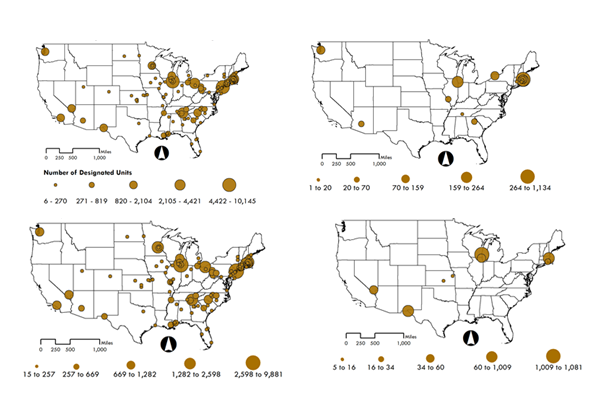 0 250 500 1,000 Miles
Number of Designated Units
6 - 270 271 - 819 820 - 2,104 2,105 - 4,421 4,422 - 10,145
0 250 500 1,000 Miles
1 to 20 20 to 70 70 to 159 159 to 264 264 to 1,134
0 250 500 1,000 Miles
15 to 257 257 to 669 669 to 1,282 1,282 to 2,598 2,598 to 9,881
0 250 500 1,000 Miles
5 to 16 16 to 34 34 to 60 60 to 1,009 1,009 to 1,081